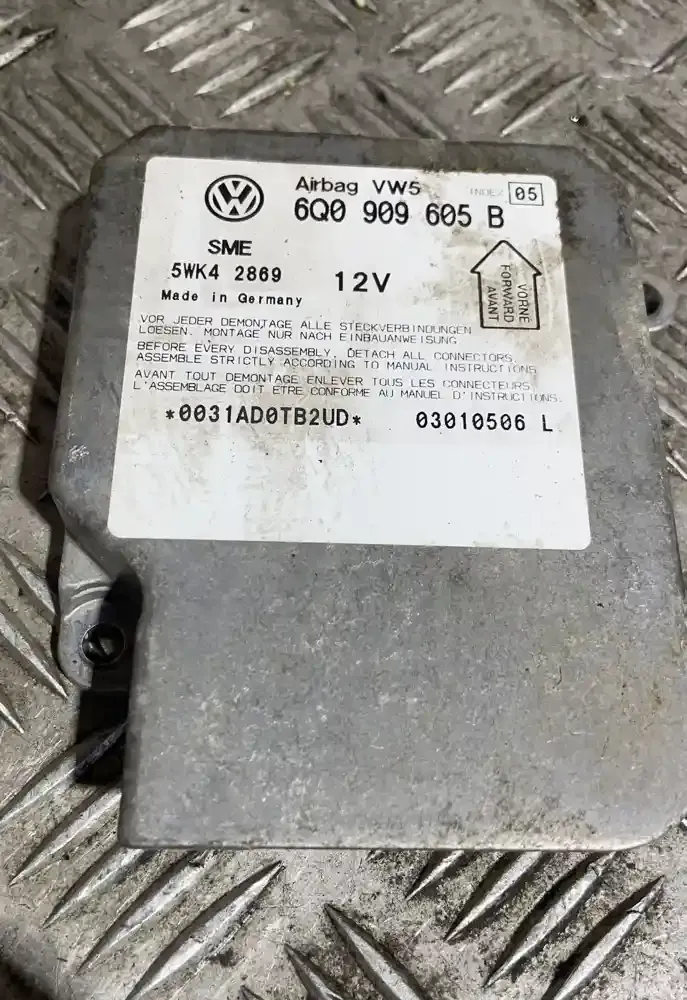 Airbag VW5 INDEX 05
6Q0 909 605 B
SME
5WK4 2869 12V
Made in Germany
VORNE
FORWARD
AVANT
VOR JEDER DEMONTAGE ALLE STECKVERBINDUNGEN
LOESEN. MONTAGE NUR NACH EINBAUANWEISUNG
BEFORE EVERY DISASSEMBLY, DETACH ALL CONNECTORS
ASSEMBLE STRICTLY ACCORDING TO MANUAL INSTRUCTIONS
AVANT TOUT DEMONTAGE ENLEVER TOUS LES CONNECTEURS
L'ASSEMBLAGE DOIT ETRE CONFORME AU MANUEL D'INSTRUCTIONS.
*0031AD0TB2UD* 03010506 L